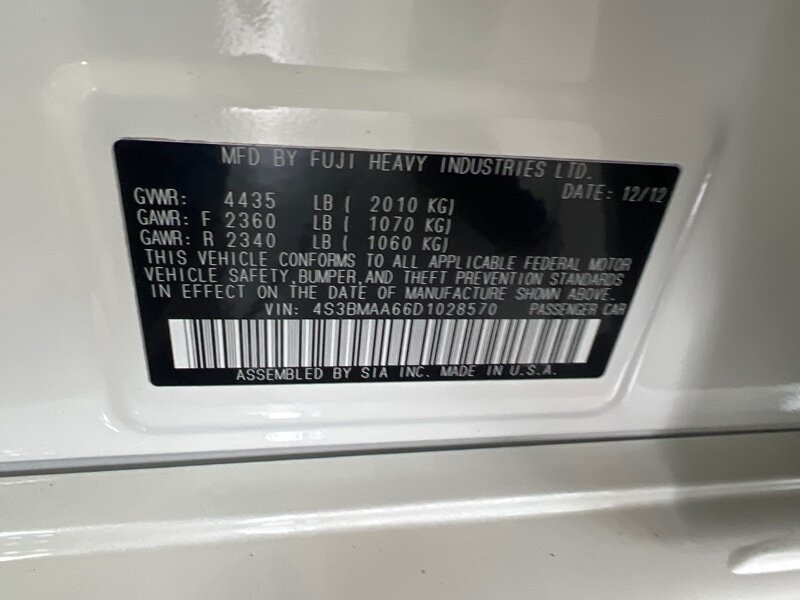 MFD BY FUJI HEAVY INDUSTRIES LTD.
DATE: 12/12
GVWR: 4435 LB ( 2010 KG)
GAWR: F 2360 LB ( 1070 KG)
GAWR: R 2340 LB ( 1060 KG)
THIS VEHICLE CONFORMS TO ALL APPLICABLE FEDERAL MOTOR
VEHICLE SAFETY,BUMPER,AND THEFT PREVENTION STANDARDS
IN EFFECT ON THE DATE OF MANUFACTURE SHOWN ABOVE.
VIN: 4S3BMAA66D1028570 PASSENGER CAR
ASSEMBLED BY SIA INC. MADE IN U.S.A.